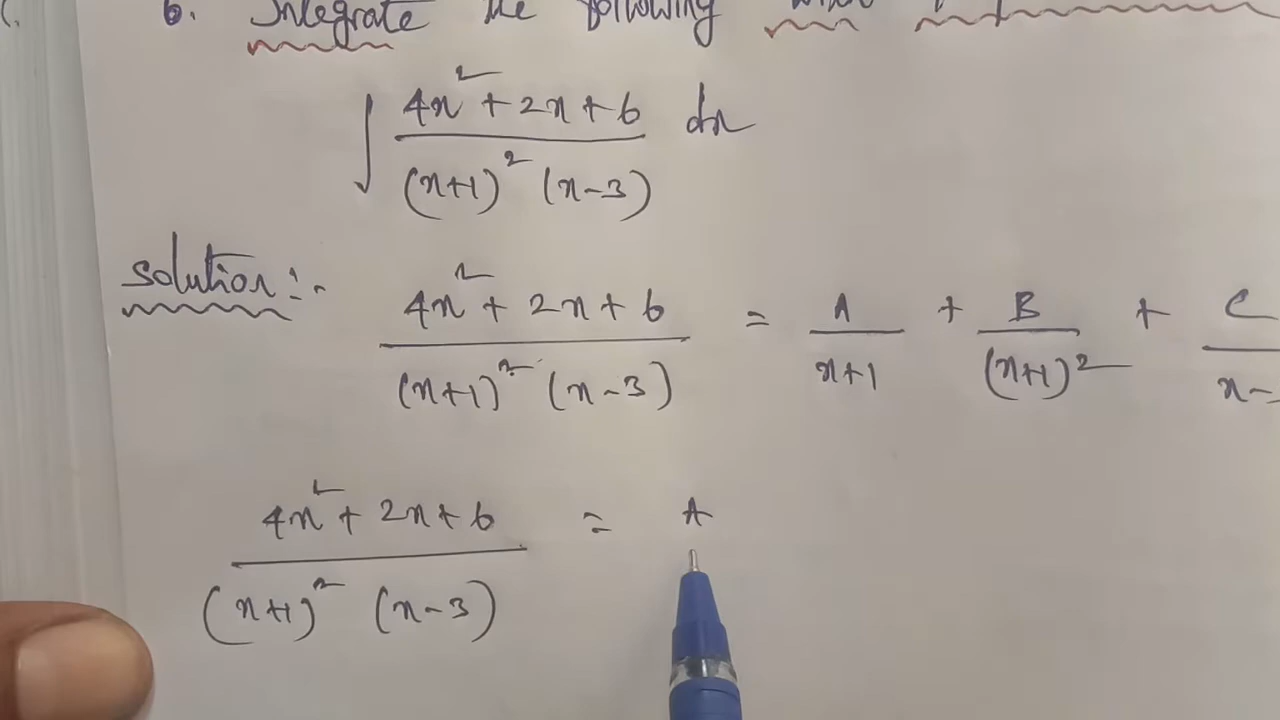 6. Integrate the following
∫ (4x² + 2x + 6) / ((x+1)² (x-3)) dx
Solution:- (4x² + 2x + 6) / ((x+1)² (x-3)) = A / (x+1) + B / (x+1)² + C / x-
(4x² + 2x + 6) / ((x+1)² (x-3)) = A